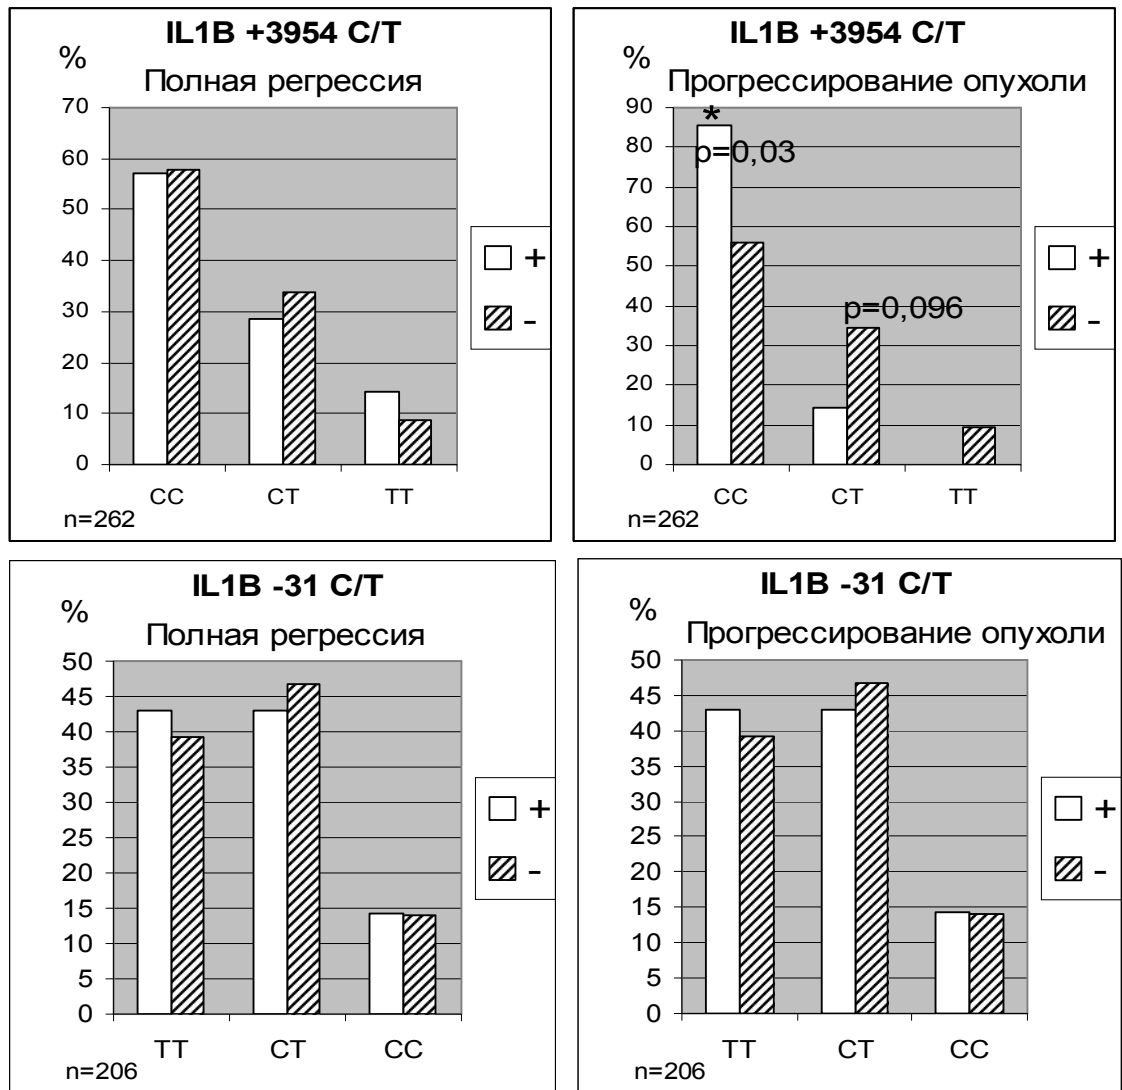 IL1B +3954 C/T
%
Полная регрессия
70
60
50
40
30
20
10
0
CC CT TT
n=262
+
-
IL1B +3954 C/T
%
Прогрессирование опухоли
90
80
70
60
50
40
30
20
10
0
*
p=0,03
p=0,096
CC CT TT
n=262
+
-
IL1B -31 C/T
%
Полная регрессия
50
45
40
35
30
25
20
15
10
5
0
TT CT CC
n=206
+
-
IL1B -31 C/T
%
Прогрессирование опухоли
50
45
40
35
30
25
20
15
10
5
0
TT CT CC
n=206
+
-